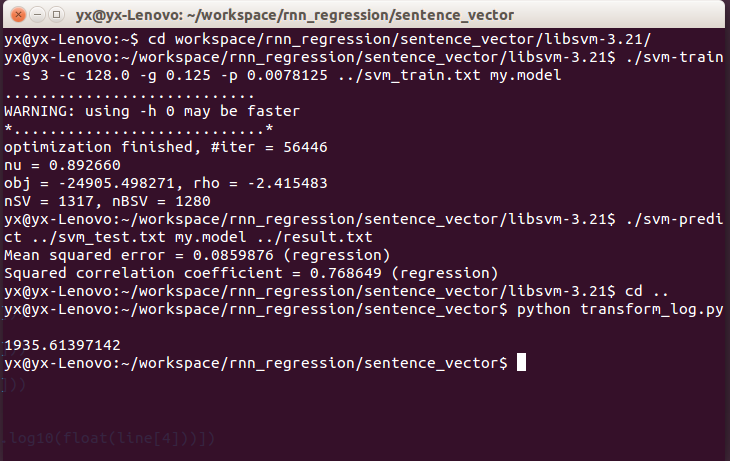 yx@yx-Lenovo: ~/workspace/rnn_regression/sentence_vector
yx@yx-Lenovo:~$ cd workspace/rnn_regression/sentence_vector/libsvm-3.21/
yx@yx-Lenovo:~/workspace/rnn_regression/sentence_vector/libsvm-3.21$ ./svm-train
 -s 3 -c 128.0 -g 0.125 -p 0.0078125 ../svm_train.txt my.model
............................
WARNING: using -h 0 may be faster
*............................*
optimization finished, #iter = 56446
nu = 0.892660
obj = -24905.498271, rho = -2.415483
nSV = 1317, nBSV = 1280
yx@yx-Lenovo:~/workspace/rnn_regression/sentence_vector/libsvm-3.21$ ./svm-predi
ct ../svm_test.txt my.model ../result.txt
Mean squared error = 0.0859876 (regression)
Squared correlation coefficient = 0.768649 (regression)
yx@yx-Lenovo:~/workspace/rnn_regression/sentence_vector/libsvm-3.21$ cd ..
yx@yx-Lenovo:~/workspace/rnn_regression/sentence_vector$ python transform_log.py
1935.61397142
yx@yx-Lenovo:~/workspace/rnn_regression/sentence_vector$
]))
.log10(float(line[4]))])